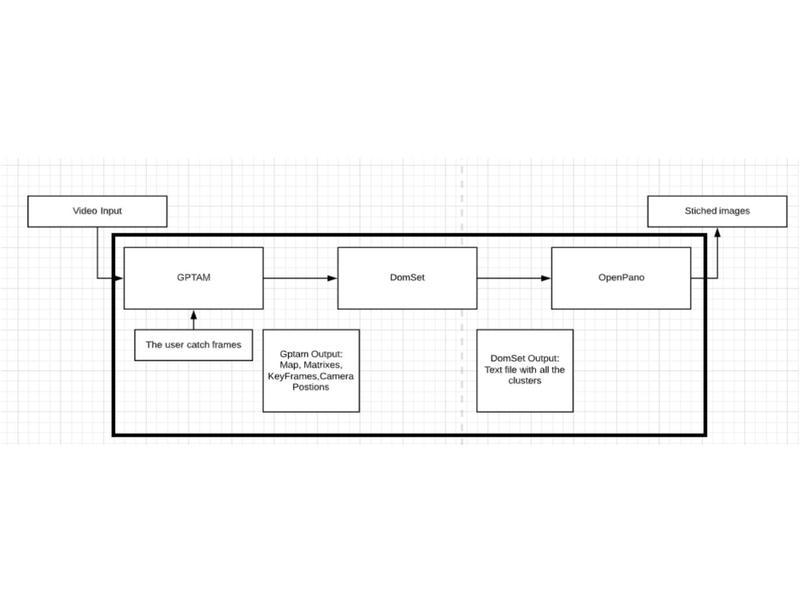 Video Input
Stiched images
GPTAM
DomSet
OpenPano
The user catch frames
Gptam Output:
Map, Matrixes,
KeyFrames,Camera
Postions
DomSet Output:
Text file with all the
clusters